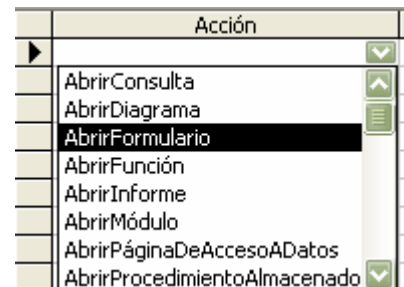 Acción
AbrirConsulta
AbrirDiagrama
AbrirFormulario
AbrirFunción
AbrirInforme
AbrirMódulo
AbrirPáginaDeAccesoADatos
AbrirProcedimientoAlmacenado